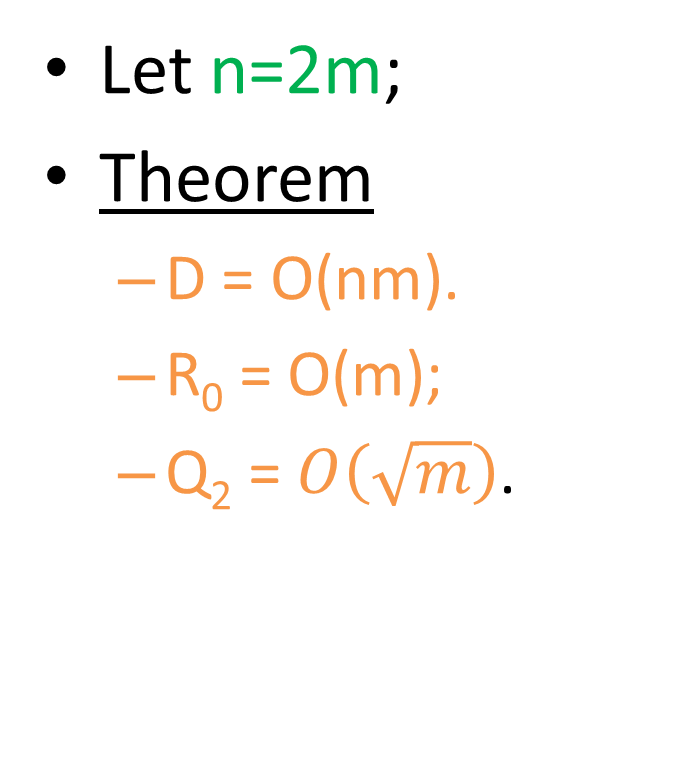 • Let n=2m;
• Theorem
– D = O(nm).
– R₀ = O(m);
– Q₂ = O(√m).